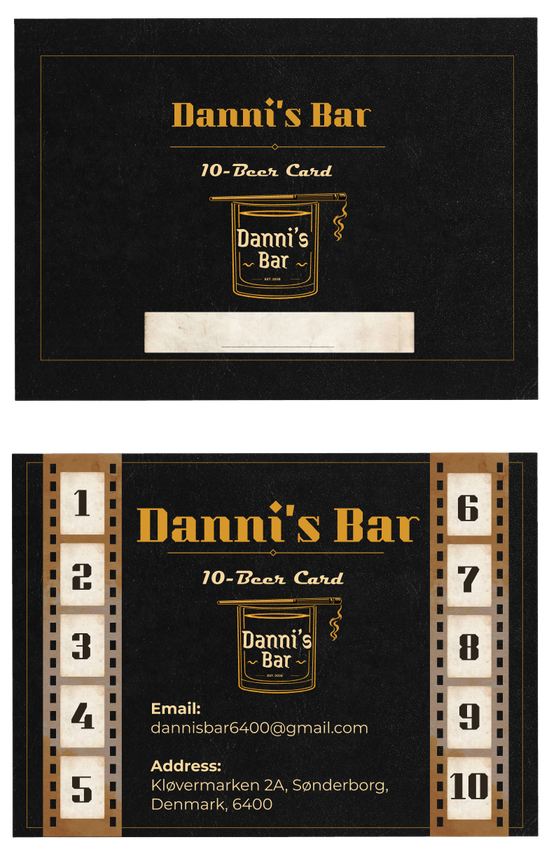 Danni's Bar
10-Beer Card
Danni's
Bar
1
2
3
4
5
Danni's Bar
10-Beer Card
Danni's
Bar
Email:
dannisbar6400@gmail.com
Address:
Kløvermarken 2A, Sønderborg,
Denmark, 6400
6
7
8
9
10